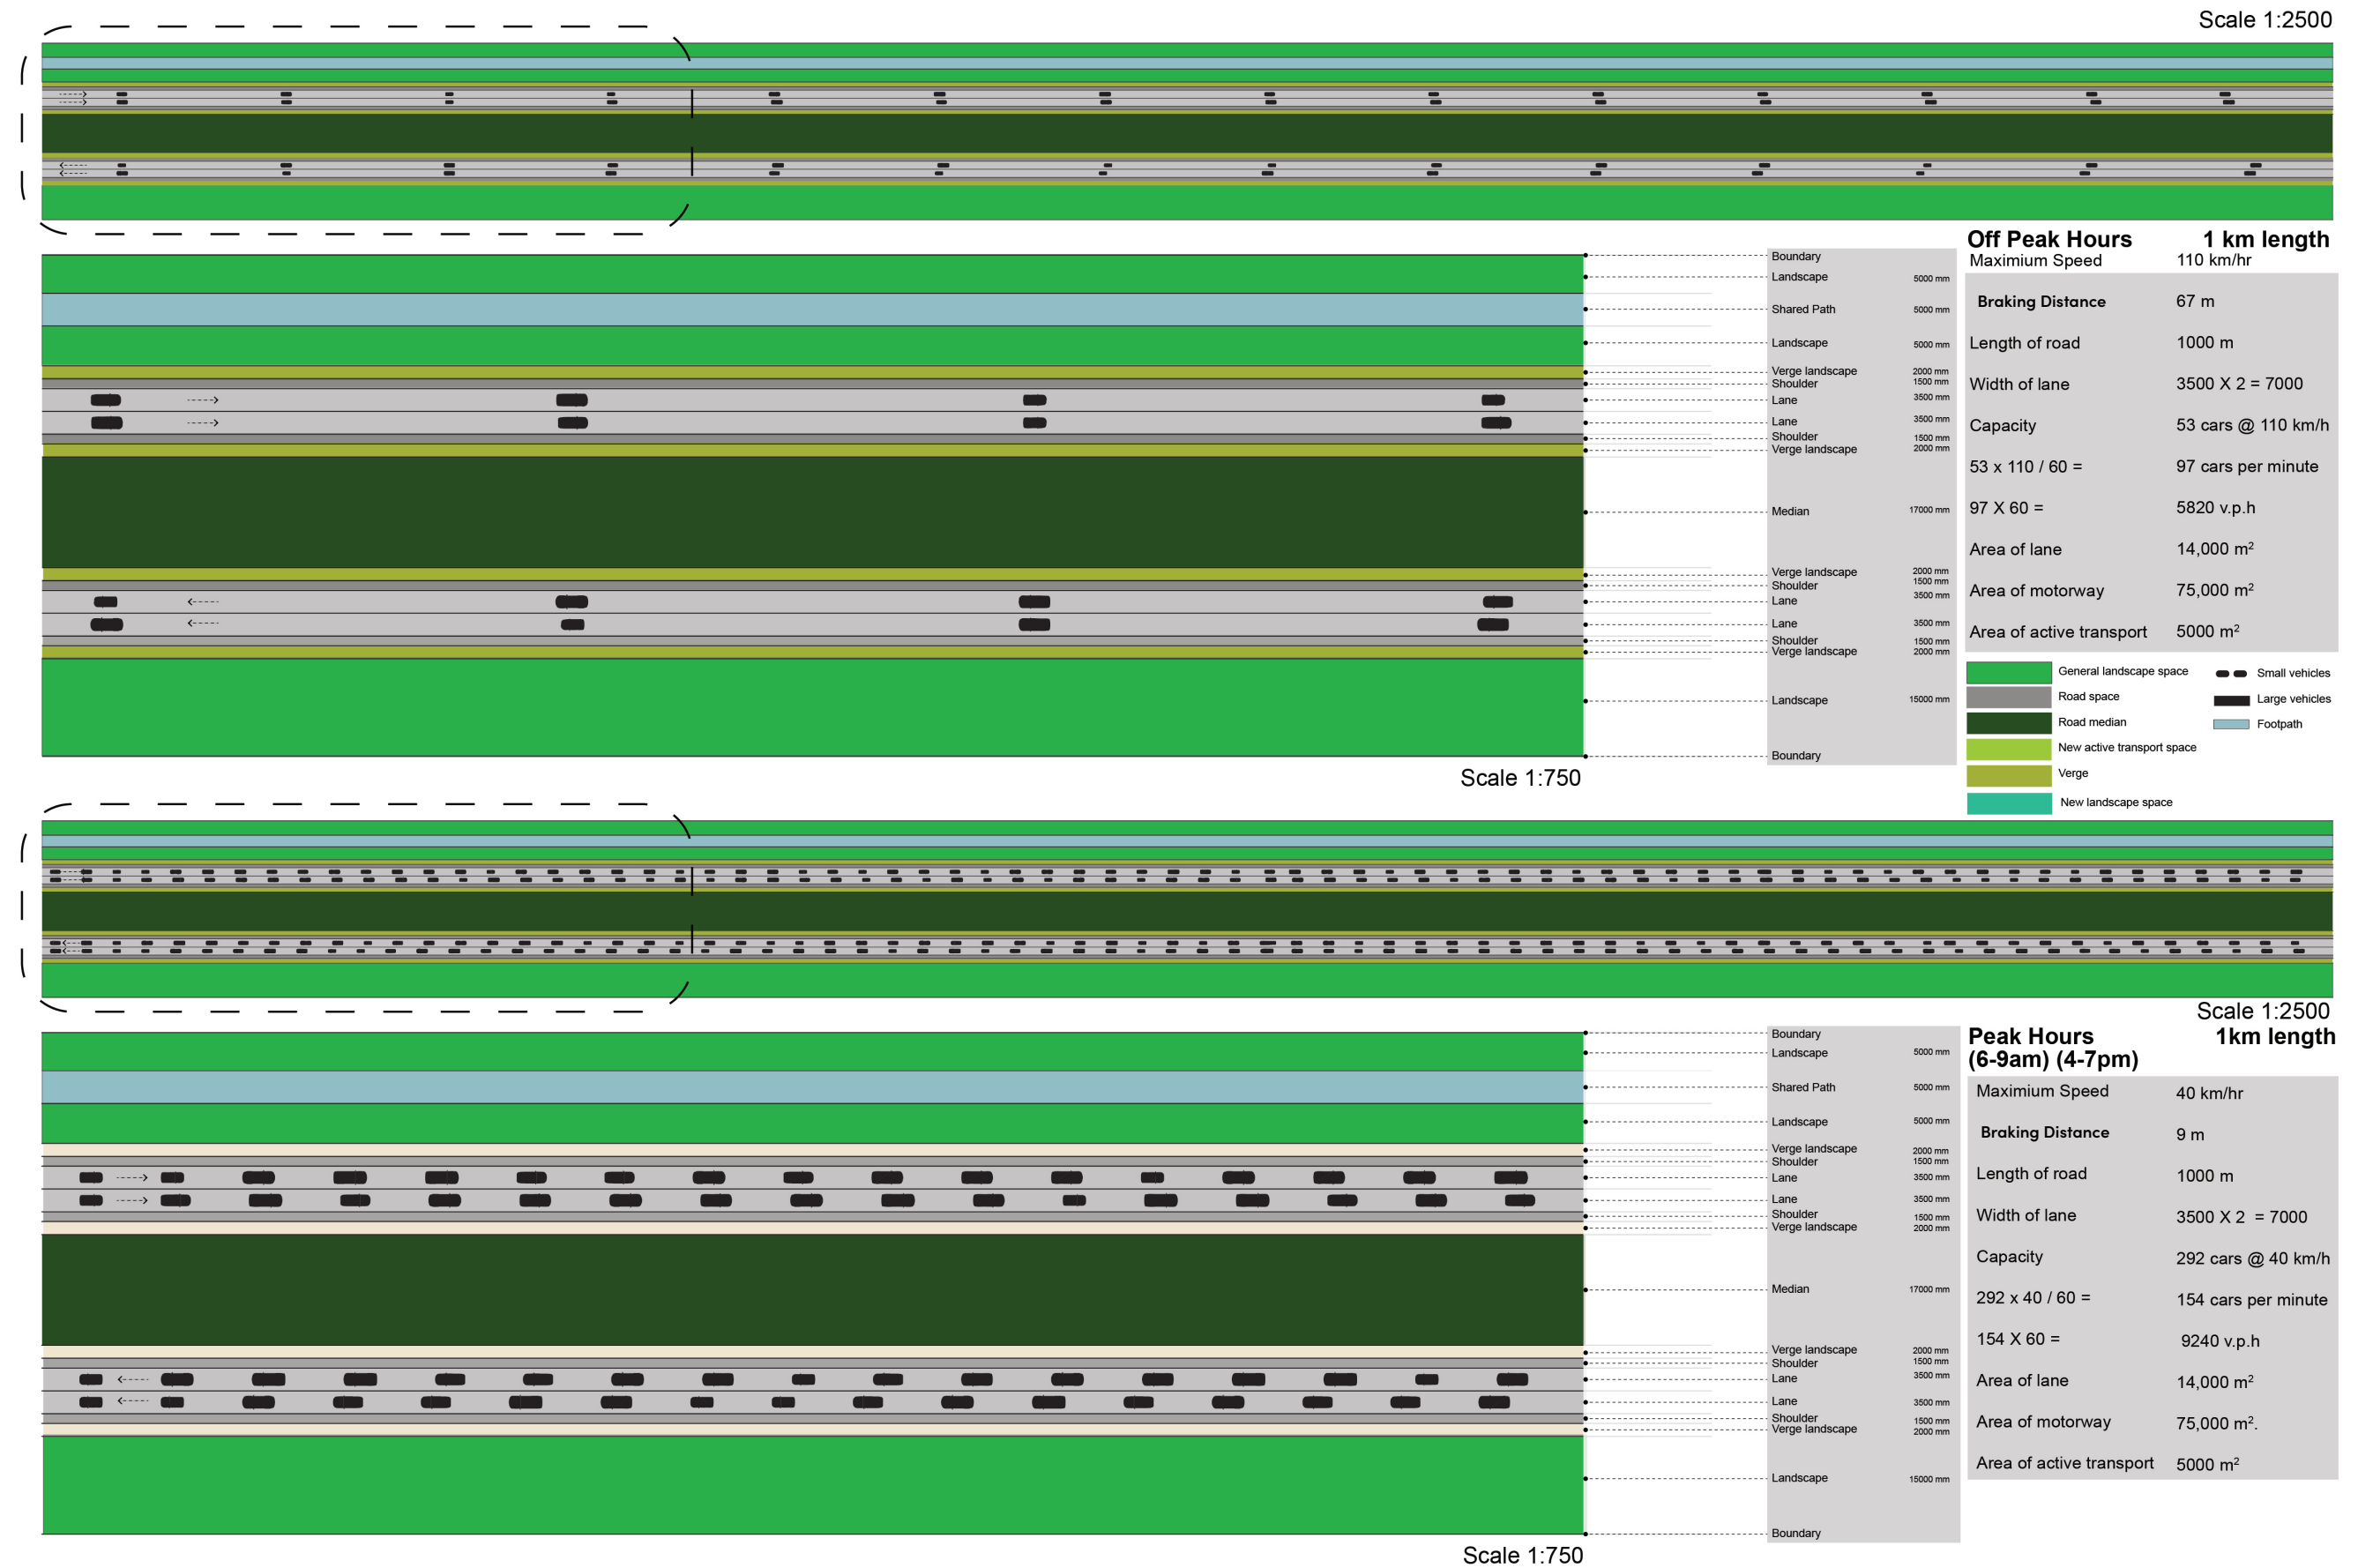 Scale 1:2500
Off Peak Hours 1 km length
Maximum Speed 110 km/hr
Braking Distance 67 m
Length of road 1000 m
Width of lane 3500 X 2 = 7000
Capacity 53 cars @ 110 km/h
53 x 110 / 60 = 97 cars per minute
97 X 60 = 5820 v.p.h
Area of lane 14,000 m²
Area of motorway 75,000 m²
Area of active transport 5000 m²
Boundary
Landscape 5000 mm
Shared Path 5000 mm
Landscape 5000 mm
Verge landscape 2000 mm
Shoulder 1500 mm
Lane 3500 mm
Lane 3500 mm
Shoulder 1500 mm
Verge landscape 2000 mm
Median 17000 mm
Verge landscape 2000 mm
Shoulder 1500 mm
Lane 3500 mm
Lane 3500 mm
Shoulder 1500 mm
Verge landscape 2000 mm
Landscape 15000 mm
Boundary
General landscape space
Road space
Road median
New active transport space
Verge
New landscape space
Small vehicles
Large vehicles
Footpath
Scale 1:750
Scale 1:2500
Peak Hours 1km length
(6-9am) (4-7pm)
Maximium Speed 40 km/hr
Braking Distance 9 m
Length of road 1000 m
Width of lane 3500 X 2 = 7000
Capacity 292 cars @ 40 km/h
292 x 40 / 60 = 154 cars per minute
154 X 60 = 9240 v.p.h
Area of lane 14,000 m²
Area of motorway 75,000 m².
Area of active transport 5000 m²
Boundary
Landscape 5000 mm
Shared Path 5000 mm
Landscape 5000 mm
Verge landscape 2000 mm
Shoulder 1500 mm
Lane 3500 mm
Lane 3500 mm
Shoulder 1500 mm
Verge landscape 2000 mm
Median 17000 mm
Verge landscape 2000 mm
Shoulder 1500 mm
Lane 3500 mm
Lane 3500 mm
Shoulder 1500 mm
Verge landscape 2000 mm
Landscape 15000 mm
Boundary
Scale 1:750